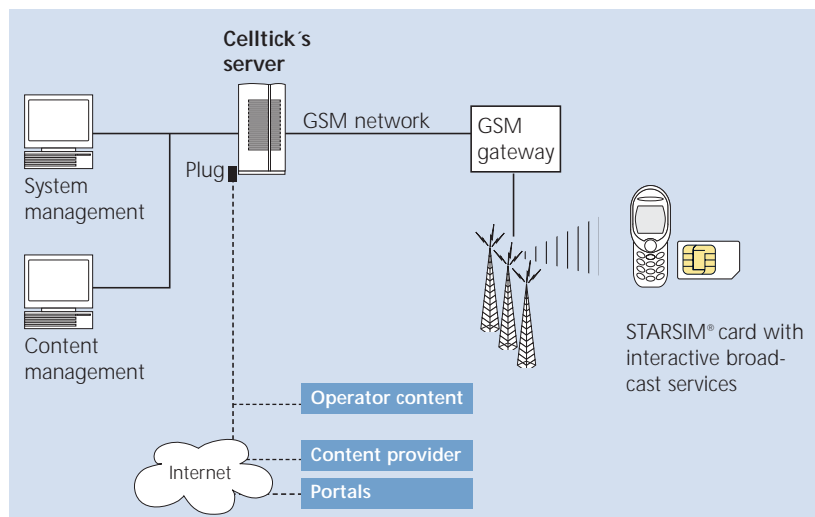 Celltick´s
server
GSM network
GSM
gateway
Plug
System
management
Content
management
STARSIM® card with
interactive broad-
cast services
Operator content
Internet
Content provider
Portals